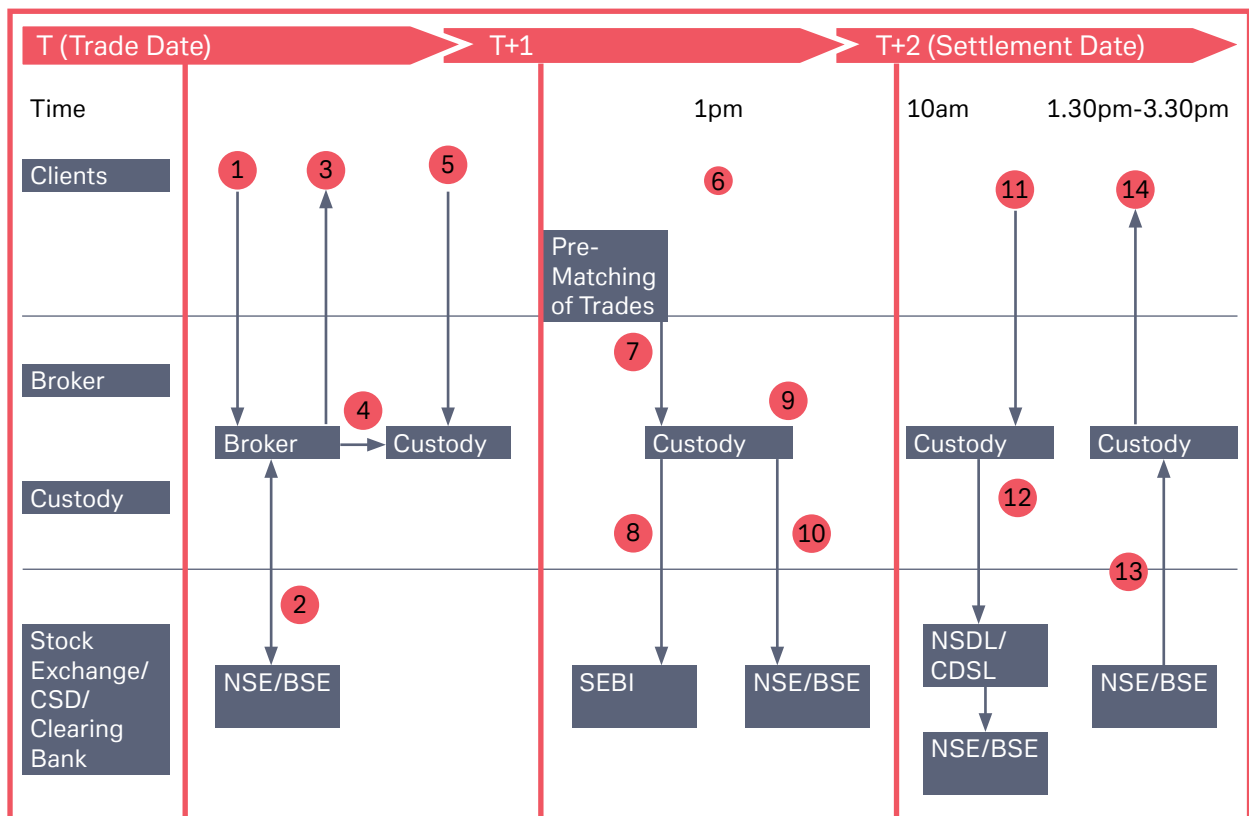 T (Trade Date)
T+1
T+2 (Settlement Date)
Time
1pm
10am
1.30pm-3.30pm
Clients
1
3
5
6
11
14
Pre-
Matching
of Trades
7
Broker
9
4
Broker
Custody
Custody
Custody
Custody
Custody
12
8
10
13
2
Stock
Exchange/
CSD/
Clearing
Bank
NSE/BSE
SEBI
NSE/BSE
NSDL/
CDSL
NSE/BSE
NSE/BSE